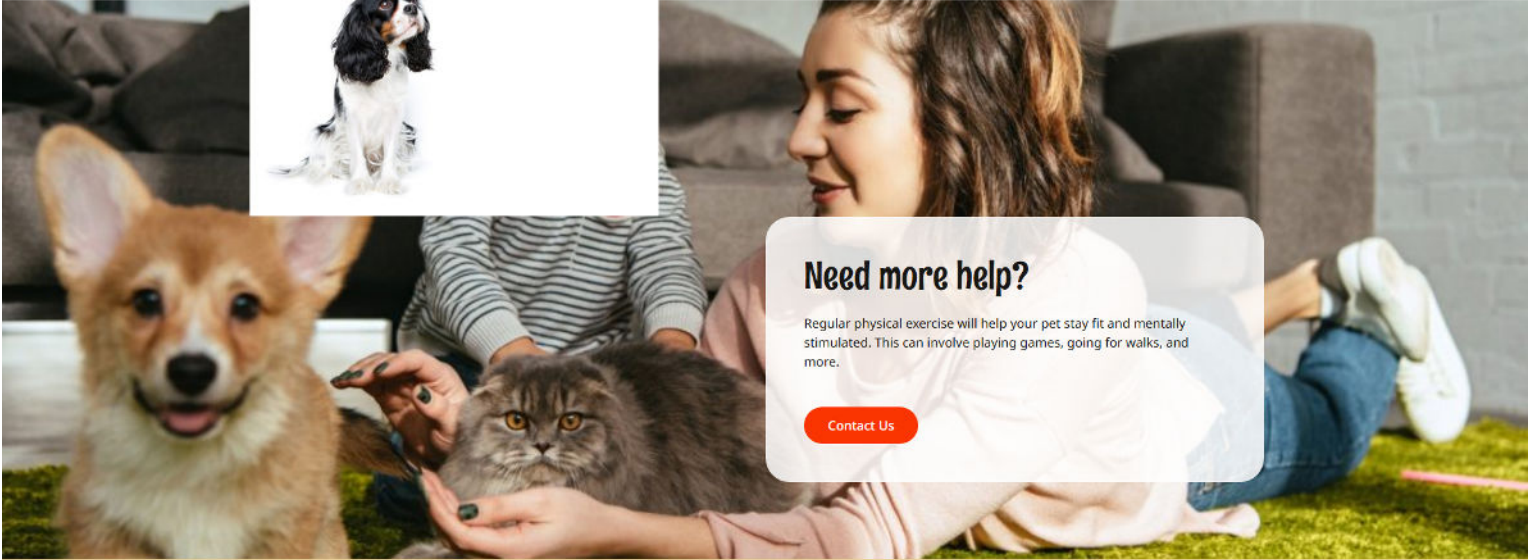 Need more help?
Regular physical exercise will help your pet stay fit and mentally
stimulated. This can involve playing games, going for walks, and
more.
Contact Us